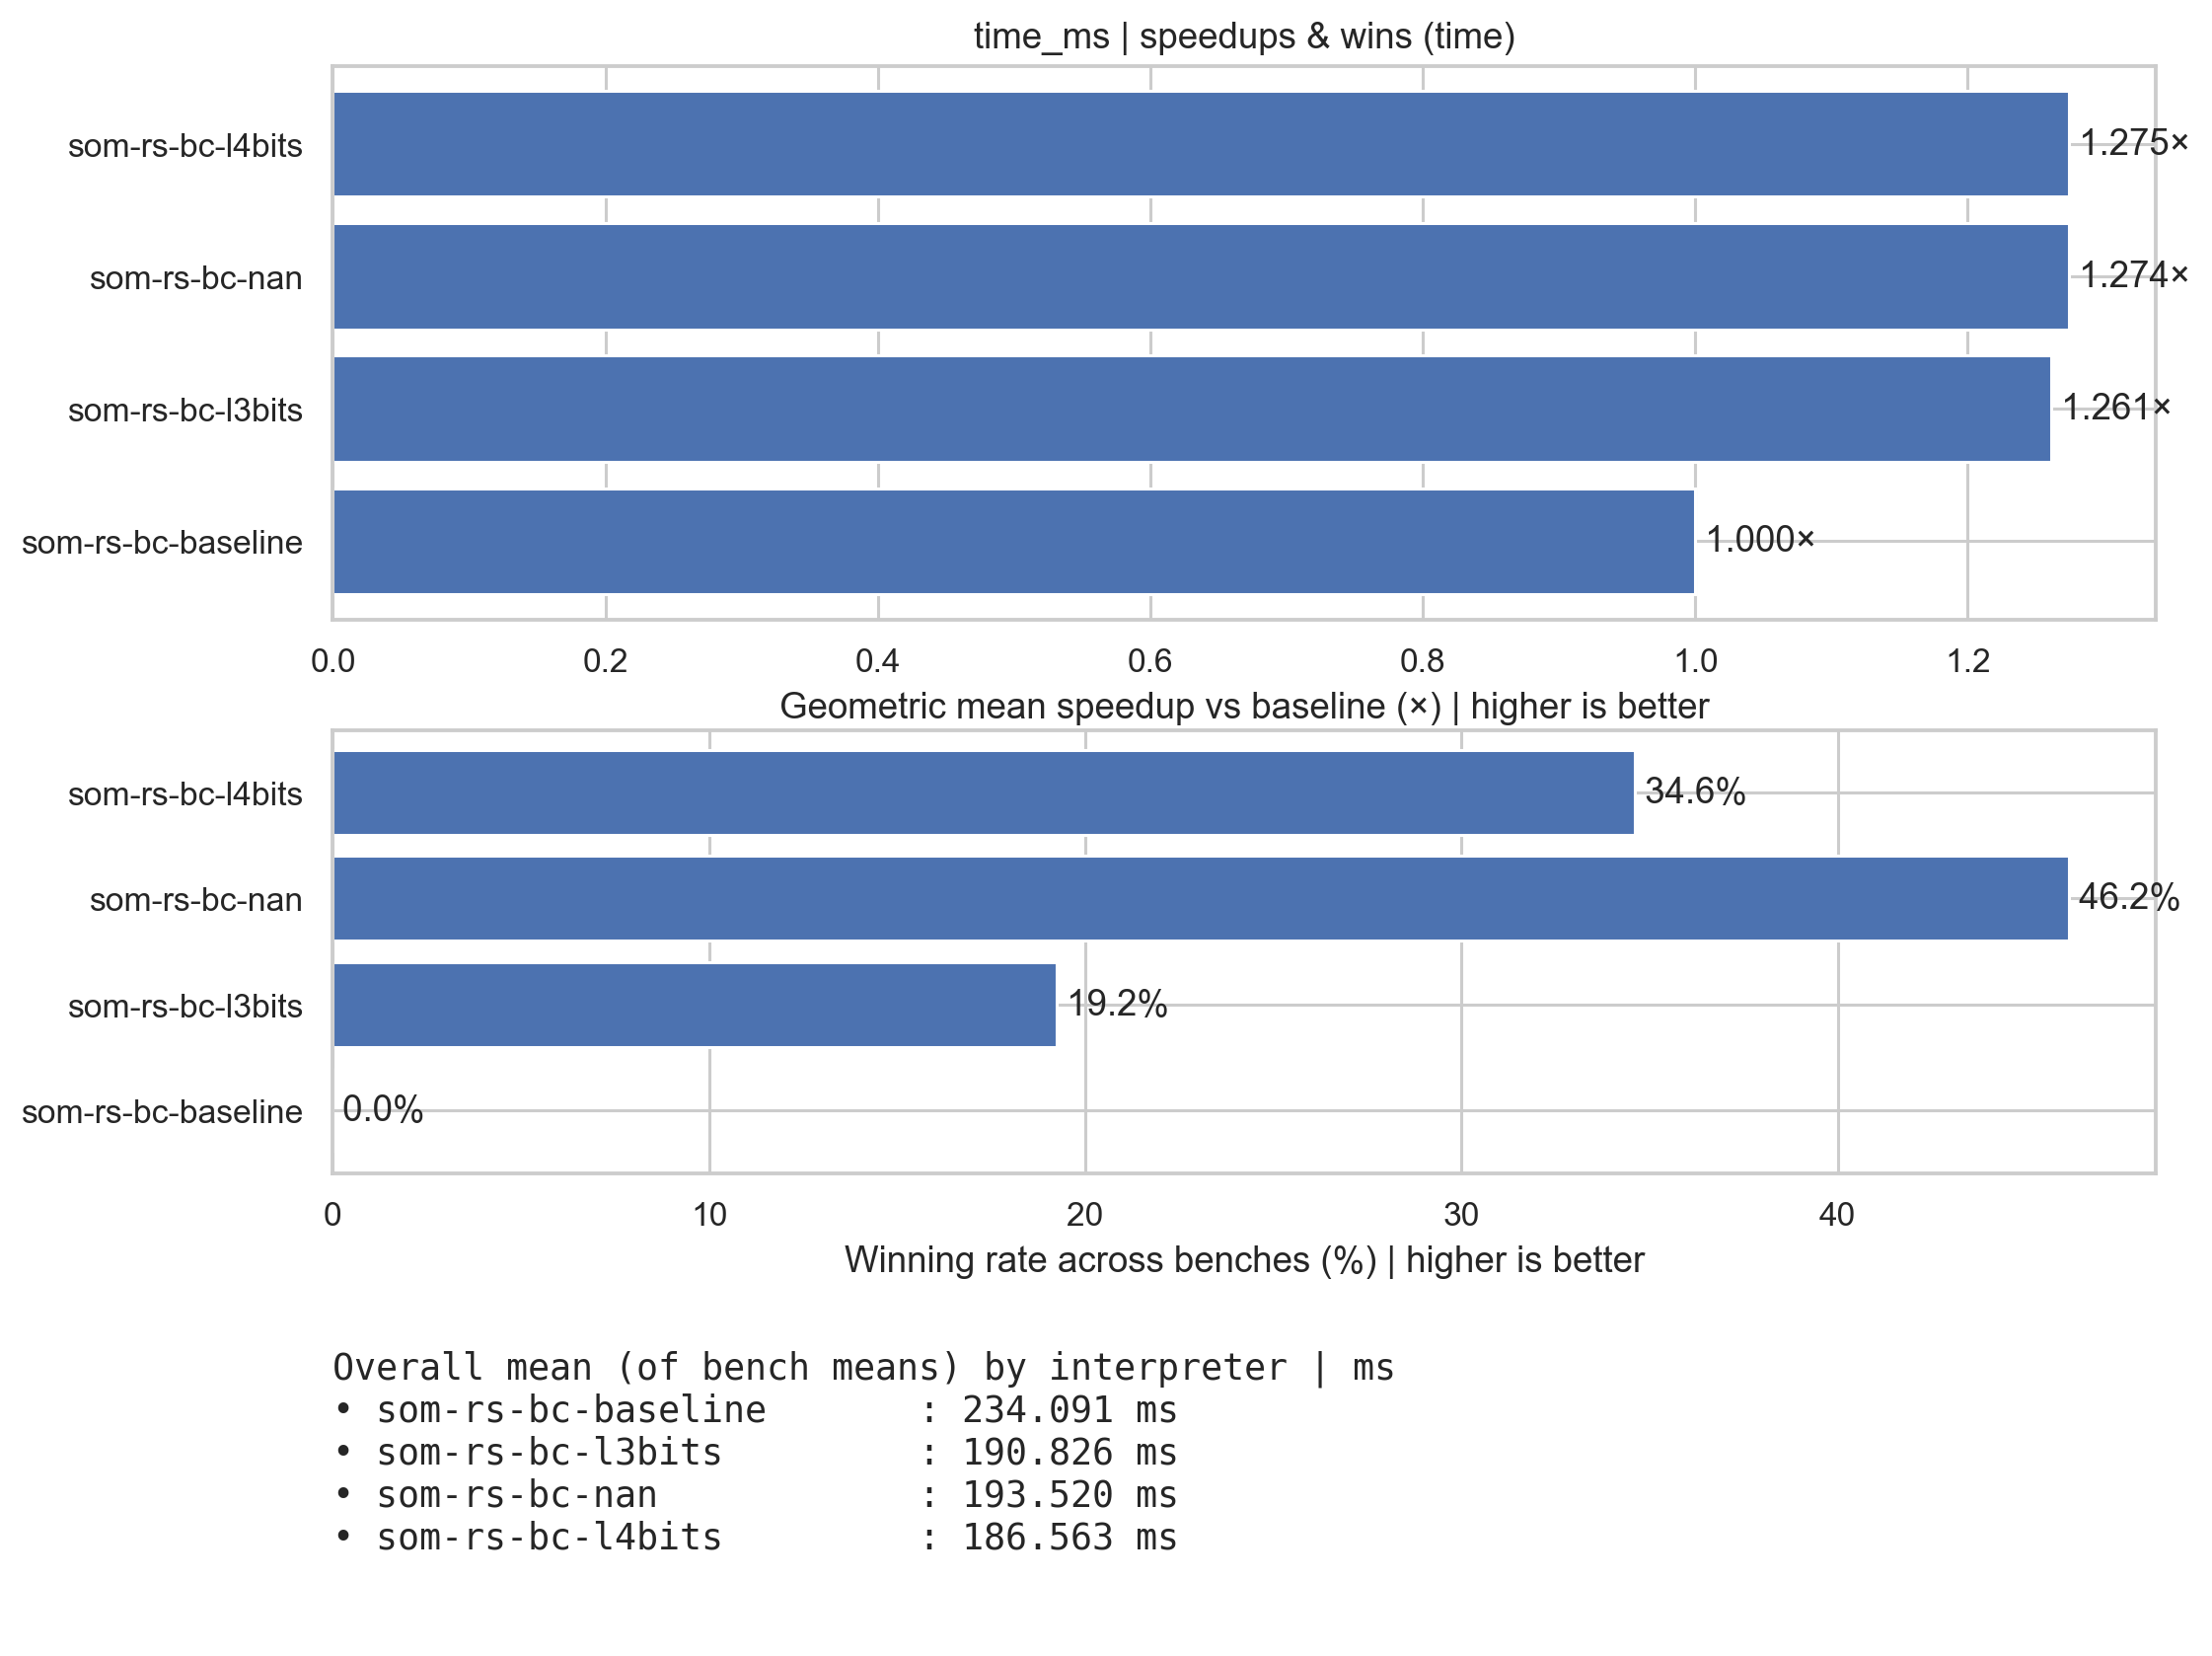 time_ms | speedups & wins (time)
som-rs-bc-l4bits
1.275×
som-rs-bc-nan
1.274×
som-rs-bc-l3bits
1.261×
som-rs-bc-baseline
1.000×
0.0 0.2 0.4 0.6 0.8 1.0 1.2
Geometric mean speedup vs baseline (×) | higher is better
som-rs-bc-l4bits
34.6%
som-rs-bc-nan
46.2%
som-rs-bc-l3bits
19.2%
som-rs-bc-baseline
0.0%
0 10 20 30 40
Winning rate across benches (%) | higher is better
Overall mean (of bench means) by interpreter | ms
• som-rs-bc-baseline : 234.091 ms
• som-rs-bc-l3bits : 190.826 ms
• som-rs-bc-nan : 193.520 ms
• som-rs-bc-l4bits : 186.563 ms